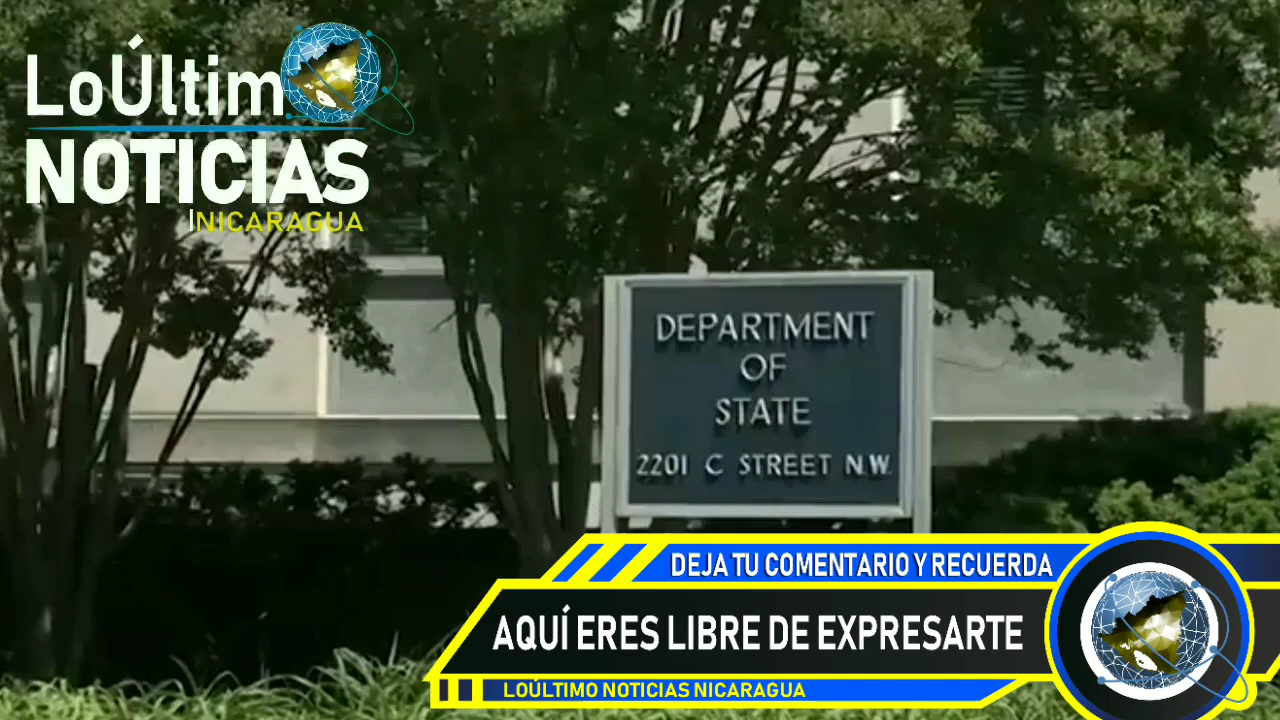 LoÚltimo
NOTICIAS
NICARAGUA
DEPARTMENT
OF
STATE
2201 C STREET N.W.
DEJA TU COMENTARIO Y RECUERDA
AQUÍ ERES LIBRE DE EXPRESARTE
LOÚLTIMO NOTICIAS NICARAGUA